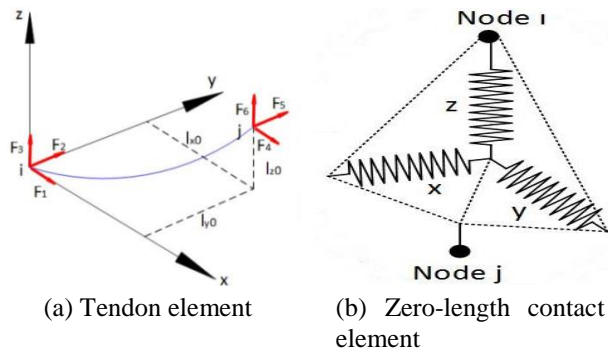 z
y
F6
F5
j
F4
lx0
F3
F2
lz0
i
F1
ly0
x
(a) Tendon element
Node i
z
x
y
Node j
(b) Zero-length contact
element